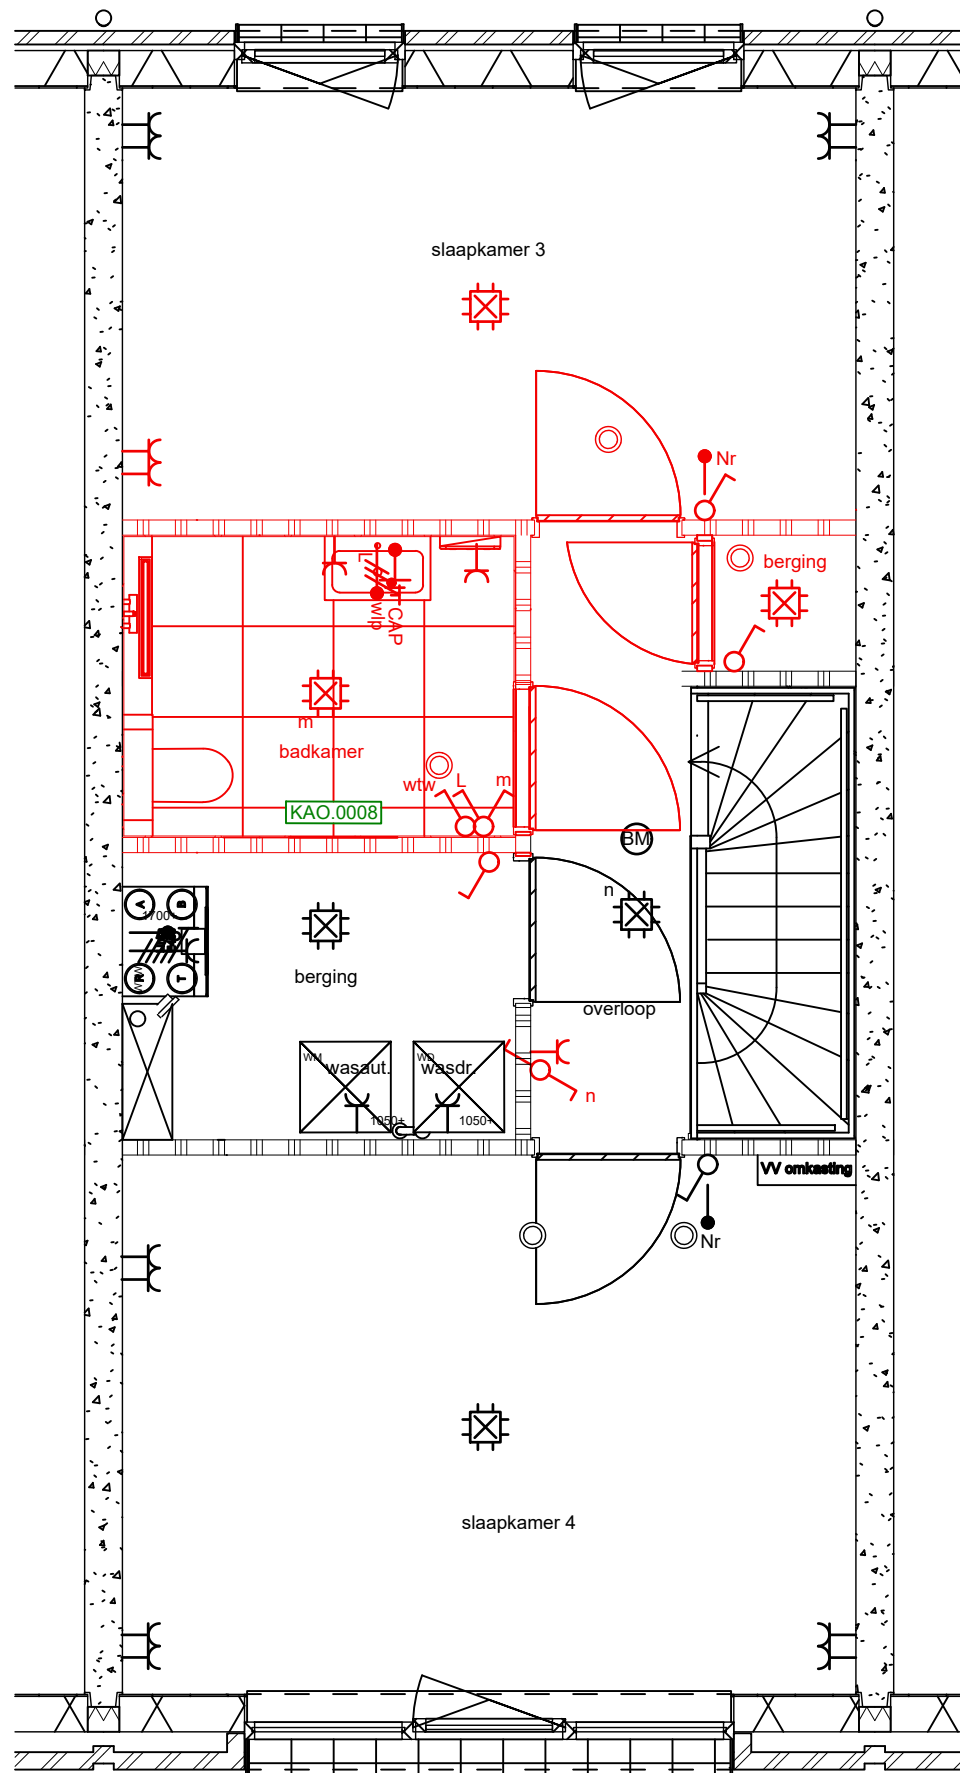 slaapkamer 3
Nr
berging
L
wlp
CAP
m
badkamer
wtw
L
m
KAO.0008
BM
n
A
B
1700+
R
T
berging
overloop
WM
wasaut.
WD
wasdr.
1050+
1050+
n
VV omkasting
Nr
slaapkamer 4